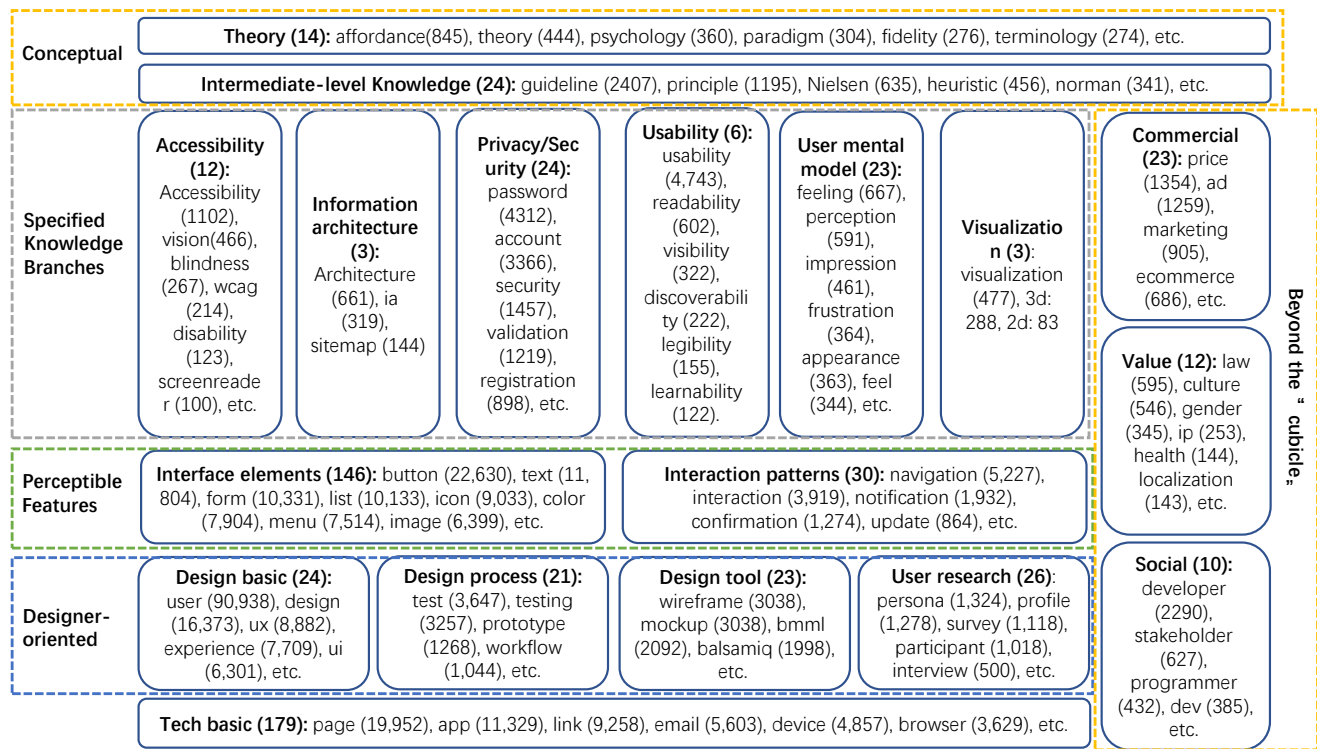 Conceptual
Theory (14): affordance(845), theory (444), psychology (360), paradigm (304), fidelity (276), terminology (274), etc.
Intermediate-level Knowledge (24): guideline (2407), principle (1195), Nielsen (635), heuristic (456), norman (341), etc.
Specified
Knowledge
Branches
Accessibility
(12):
Accessibility
(1102),
vision(466),
blindness
(267), wcag
(214),
disability
(123),
screenreade
r (100), etc.
Information
architecture
(3):
Architecture
(661), ia
(319),
sitemap (144)
Privacy/Sec
urity (24):
password
(4312),
account
(3366),
security
(1457),
validation
(1219),
registration
(898), etc.
Usability (6):
usability
(4,743),
readability
(602),
visibility
(322),
discoverabili
ty (222),
legibility
(155),
learnability
(122).
User mental
model (23):
feeling (667),
perception
(591),
impression
(461),
frustration
(364),
appearance
(363), feel
(344), etc.
Visualizatio
n (3):
visualization
(477), 3d:
288, 2d: 83
Perceptible
Features
Interface elements (146): button (22,630), text (11,
804), form (10,331), list (10,133), icon (9,033), color
(7,904), menu (7,514), image (6,399), etc.
Interaction patterns (30): navigation (5,227),
interaction (3,919), notification (1,932),
confirmation (1,274), update (864), etc.
Designer-
oriented
Design basic (24):
user (90,938), design
(16,373), ux (8,882),
experience (7,709), ui
(6,301), etc.
Design process (21):
test (3,647), testing
(3257), prototype
(1268), workflow
(1,044), etc.
Design tool (23):
wireframe (3038),
mockup (3038), bmml
(2092), balsamiq (1998),
etc.
User research (26):
persona (1,324), profile
(1,278), survey (1,118),
participant (1,018),
interview (500), etc.
Tech basic (179): page (19,952), app (11,329), link (9,258), email (5,603), device (4,857), browser (3,629), etc.
Commercial
(23): price
(1354), ad
(1259),
marketing
(905),
ecommerce
(686), etc.
Value (12): law
(595), culture
(546), gender
(345), ip (253),
health (144),
localization
(143), etc.
Social (10):
developer
(2290),
stakeholder
(627),
programmer
(432), dev (385),
etc.
Beyond the “ cubicle”